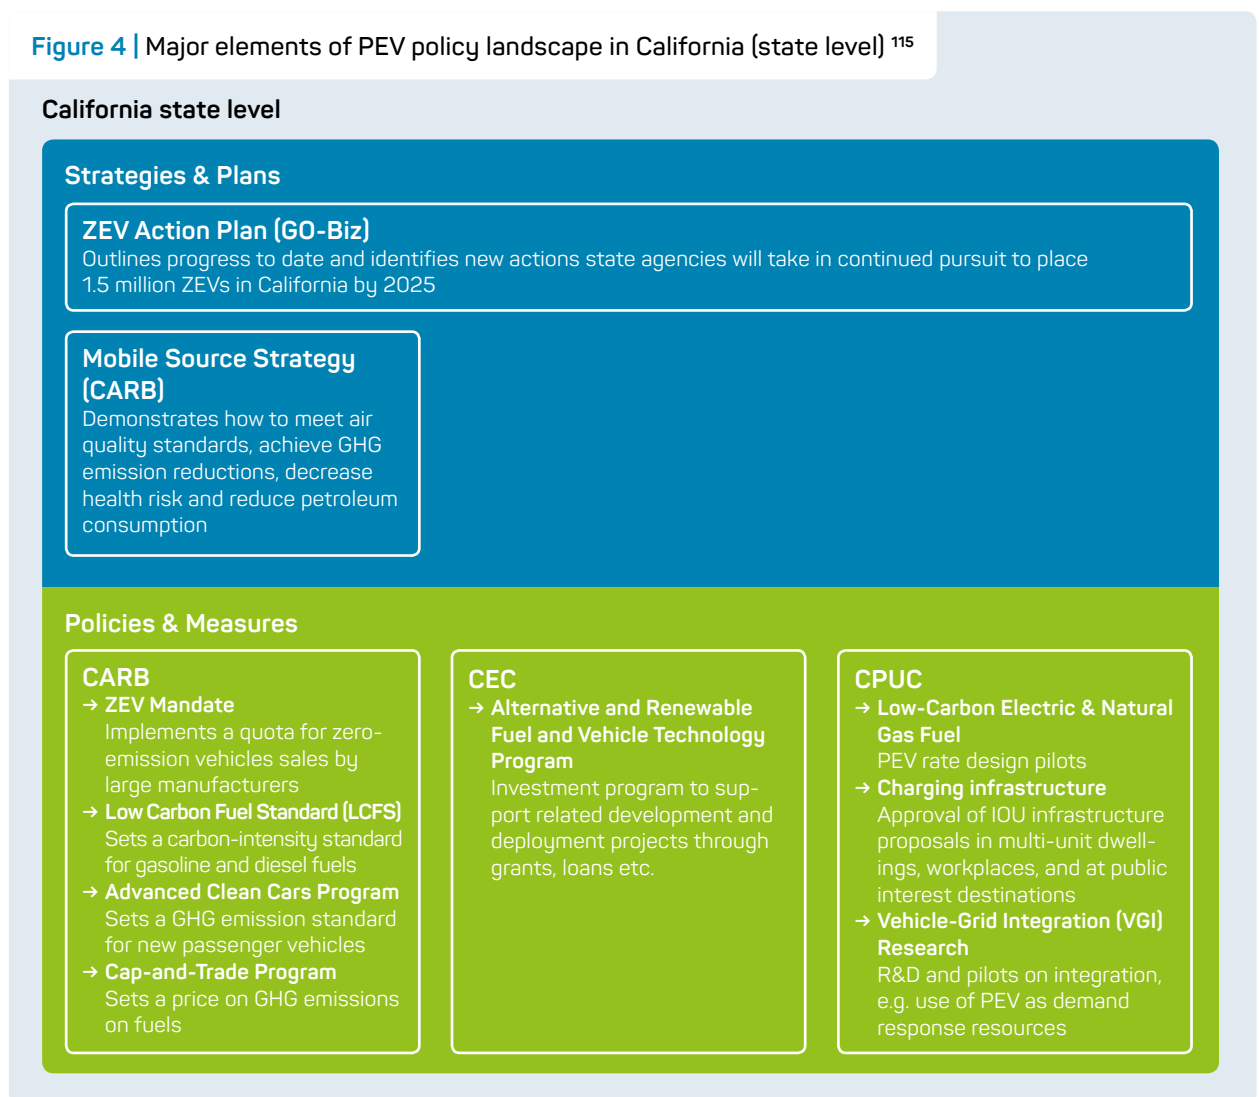 Figure 4 | Major elements of PEV policy landscape in California (state level) 115
California state level
Strategies & Plans
ZEV Action Plan (GO-Biz)
Outlines progress to date and identifies new actions state agencies will take in continued pursuit to place
1.5 million ZEVs in California by 2025
Mobile Source Strategy
(CARB)
Demonstrates how to meet air
quality standards, achieve GHG
emission reductions, decrease
health risk and reduce petroleum
consumption
Policies & Measures
CARB
→ ZEV Mandate
Implements a quota for zero-
emission vehicles sales by
large manufacturers
→ Low Carbon Fuel Standard (LCFS)
Sets a carbon-intensity standard
for gasoline and diesel fuels
→ Advanced Clean Cars Program
Sets a GHG emission standard
for new passenger vehicles
→ Cap-and-Trade Program
Sets a price on GHG emissions
on fuels
CEC
→ Alternative and Renewable
Fuel and Vehicle Technology
Program
Investment program to sup-
port related development and
deployment projects through
grants, loans etc.
CPUC
→ Low-Carbon Electric & Natural
Gas Fuel
PEV rate design pilots
→ Charging infrastructure
Approval of IOU infrastructure
proposals in multi-unit dwell-
ings, workplaces, and at public
interest destinations
→ Vehicle-Grid Integration (VGI)
Research
R&D and pilots on integration,
e.g. use of PEV as demand
response resources